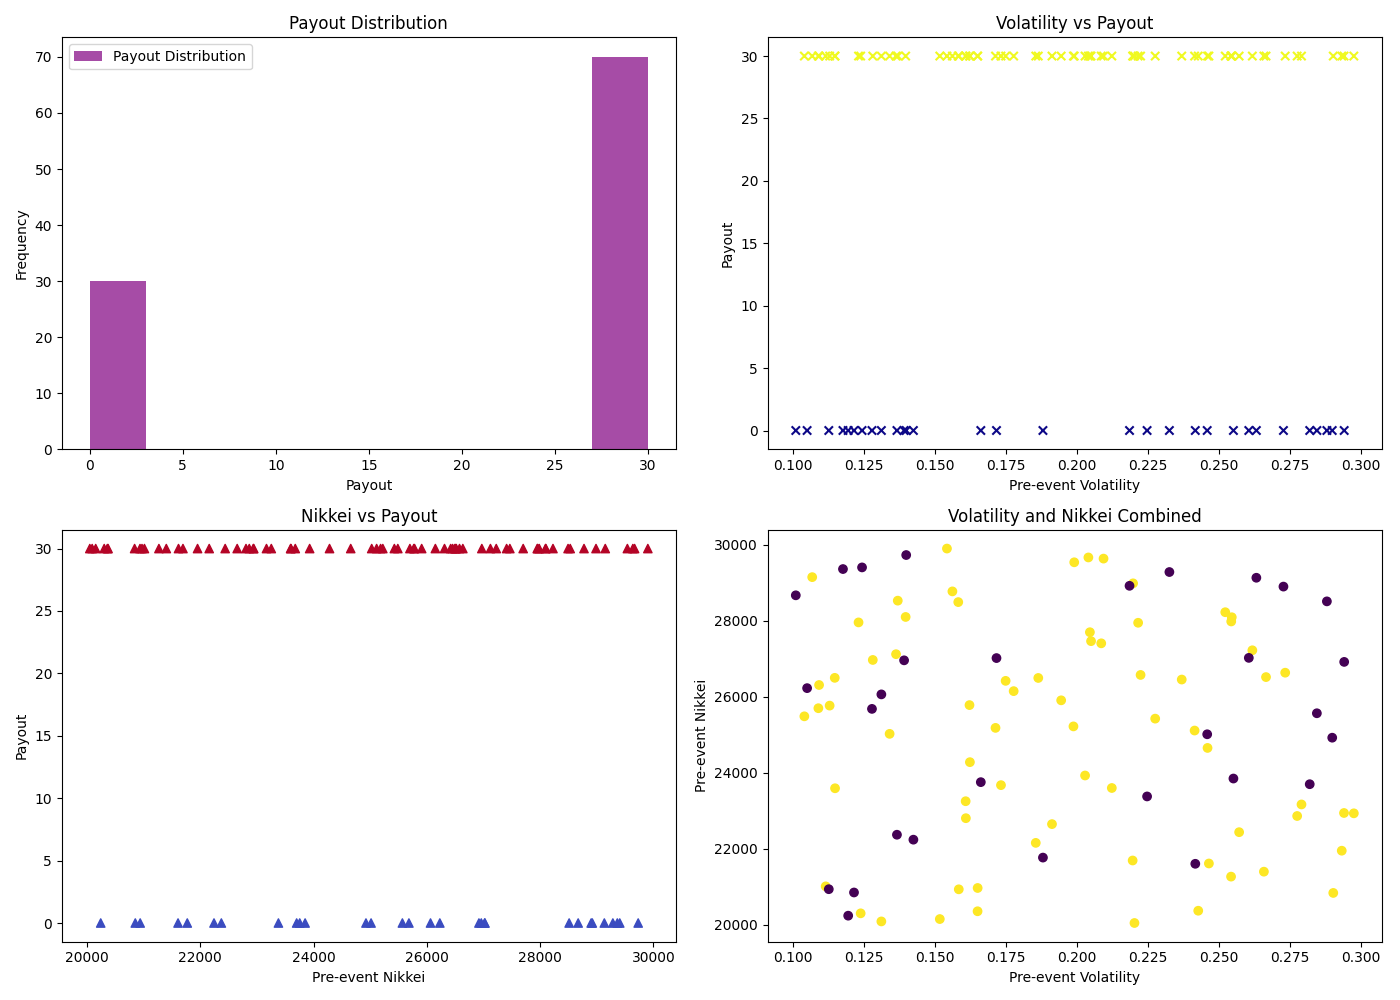 Payout Distribution
Payout Distribution
70
60
50
40
30
20
10
0
Frequency
0 5 10 15 20 25 30
Payout
Volatility vs Payout
30
25
20
15
10
5
0
Payout
0.100 0.125 0.150 0.175 0.200 0.225 0.250 0.275 0.300
Pre-event Volatility
Nikkei vs Payout
30
25
20
15
10
5
0
Payout
20000 22000 24000 26000 28000 30000
Pre-event Nikkei
Volatility and Nikkei Combined
30000
28000
26000
24000
22000
20000
Pre-event Nikkei
0.100 0.125 0.150 0.175 0.200 0.225 0.250 0.275 0.300
Pre-event Volatility